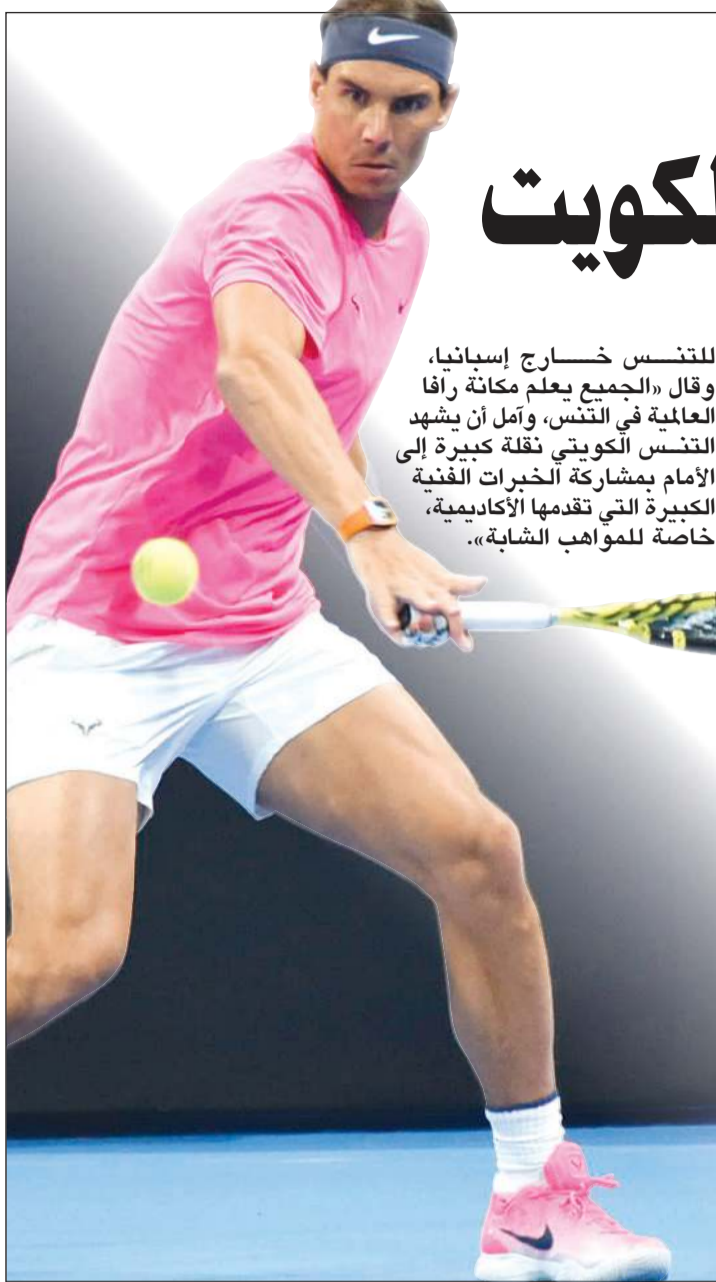 لكويت
للتنس خارج إسبانيا،
وقال «الجميع يعلم مكانة رافا
العالمية في التنس، وآمل أن يشهد
التنس الكويتي نقلة كبيرة إلى
الأمام بمشاركة الخبرات الفنية
الكبيرة التي تقدمها الأكاديمية،
خاصة للمواهب الشابة».